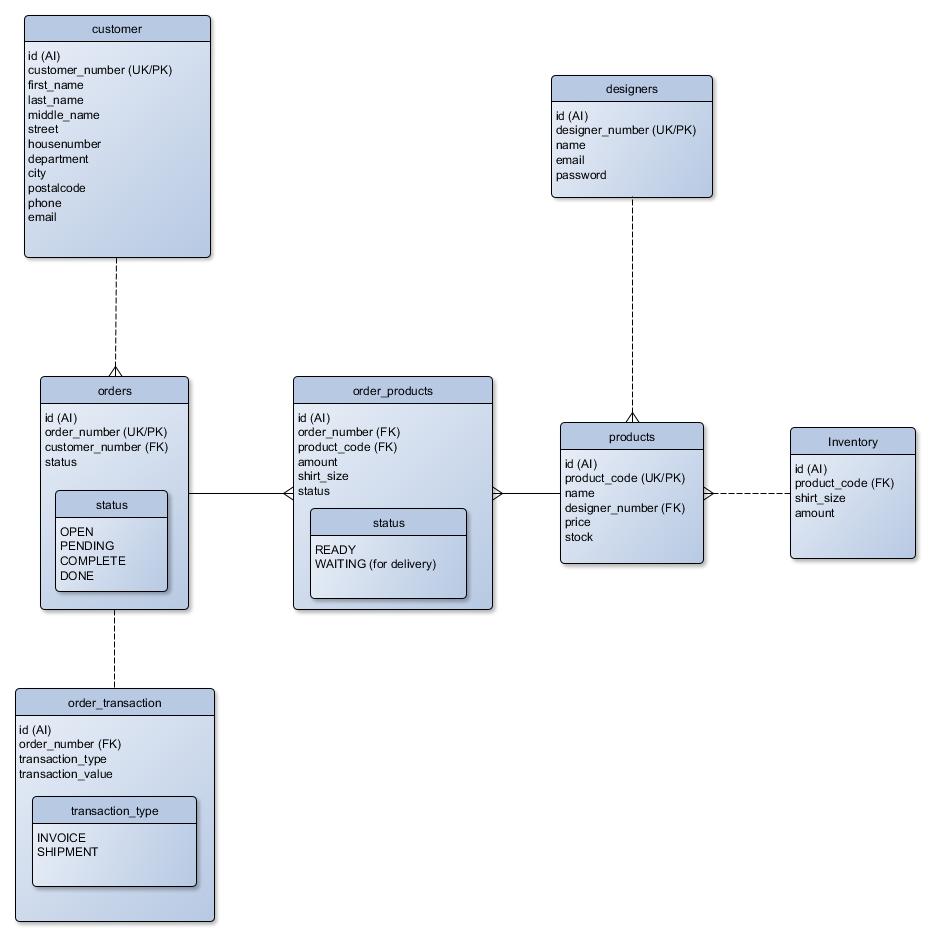 customer
id (AI)
customer_number (UK/PK)
first_name
last_name
middle_name
street
housenumber
department
city
postalcode
phone
email
designers
id (AI)
designer_number (UK/PK)
name
email
password
orders
id (AI)
order_number (UK/PK)
customer_number (FK)
status
status
OPEN
PENDING
COMPLETE
DONE
order_products
id (AI)
order_number (FK)
product_code (FK)
amount
shirt_size
status
status
READY
WAITING (for delivery)
products
id (AI)
product_code (UK/PK)
name
designer_number (FK)
price
stock
Inventory
id (AI)
product_code (FK)
shirt_size
amount
order_transaction
id (AI)
order_number (FK)
transaction_type
transaction_value
transaction_type
INVOICE
SHIPMENT